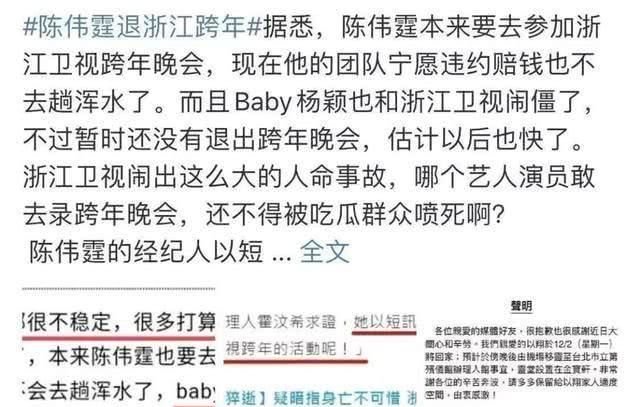 #陈伟霆退浙江跨年#据悉，陈伟霆本来要去参加浙
江卫视跨年晚会，现在他的团队宁愿违约赔钱也不
去趟浑水了。而且Baby杨颖也和浙江卫视闹僵了，
不过暂时还没有退出跨年晚会，估计以后也快了。
浙江卫视闹出这么大的人命事故，哪个艺人演员敢
去录跨年晚会，还不得被吃瓜群众喷死啊？
陈伟霆的经纪人以短 ... 全文
很不稳定，很多打算
，本来陈伟霆也要去
会去趟浑水了，baby
理人霍汶希求證，她以短訊
視跨年的活動呢！」
猝逝】疑暗指身亡不可惜 浙
聲明
各位親愛的媒體好友，很抱歉也很感謝近日大
關心和辛勞。我們親愛的以翔於12/2（星期一）
將回家；預計於傍晚後由機場移靈至台北市立第
殯儀館辦理入館事宜，靈堂設置在金寶軒。非常
謝各位的辛苦奔波，請多多保留給以翔家人適度
空間，由衷感激！